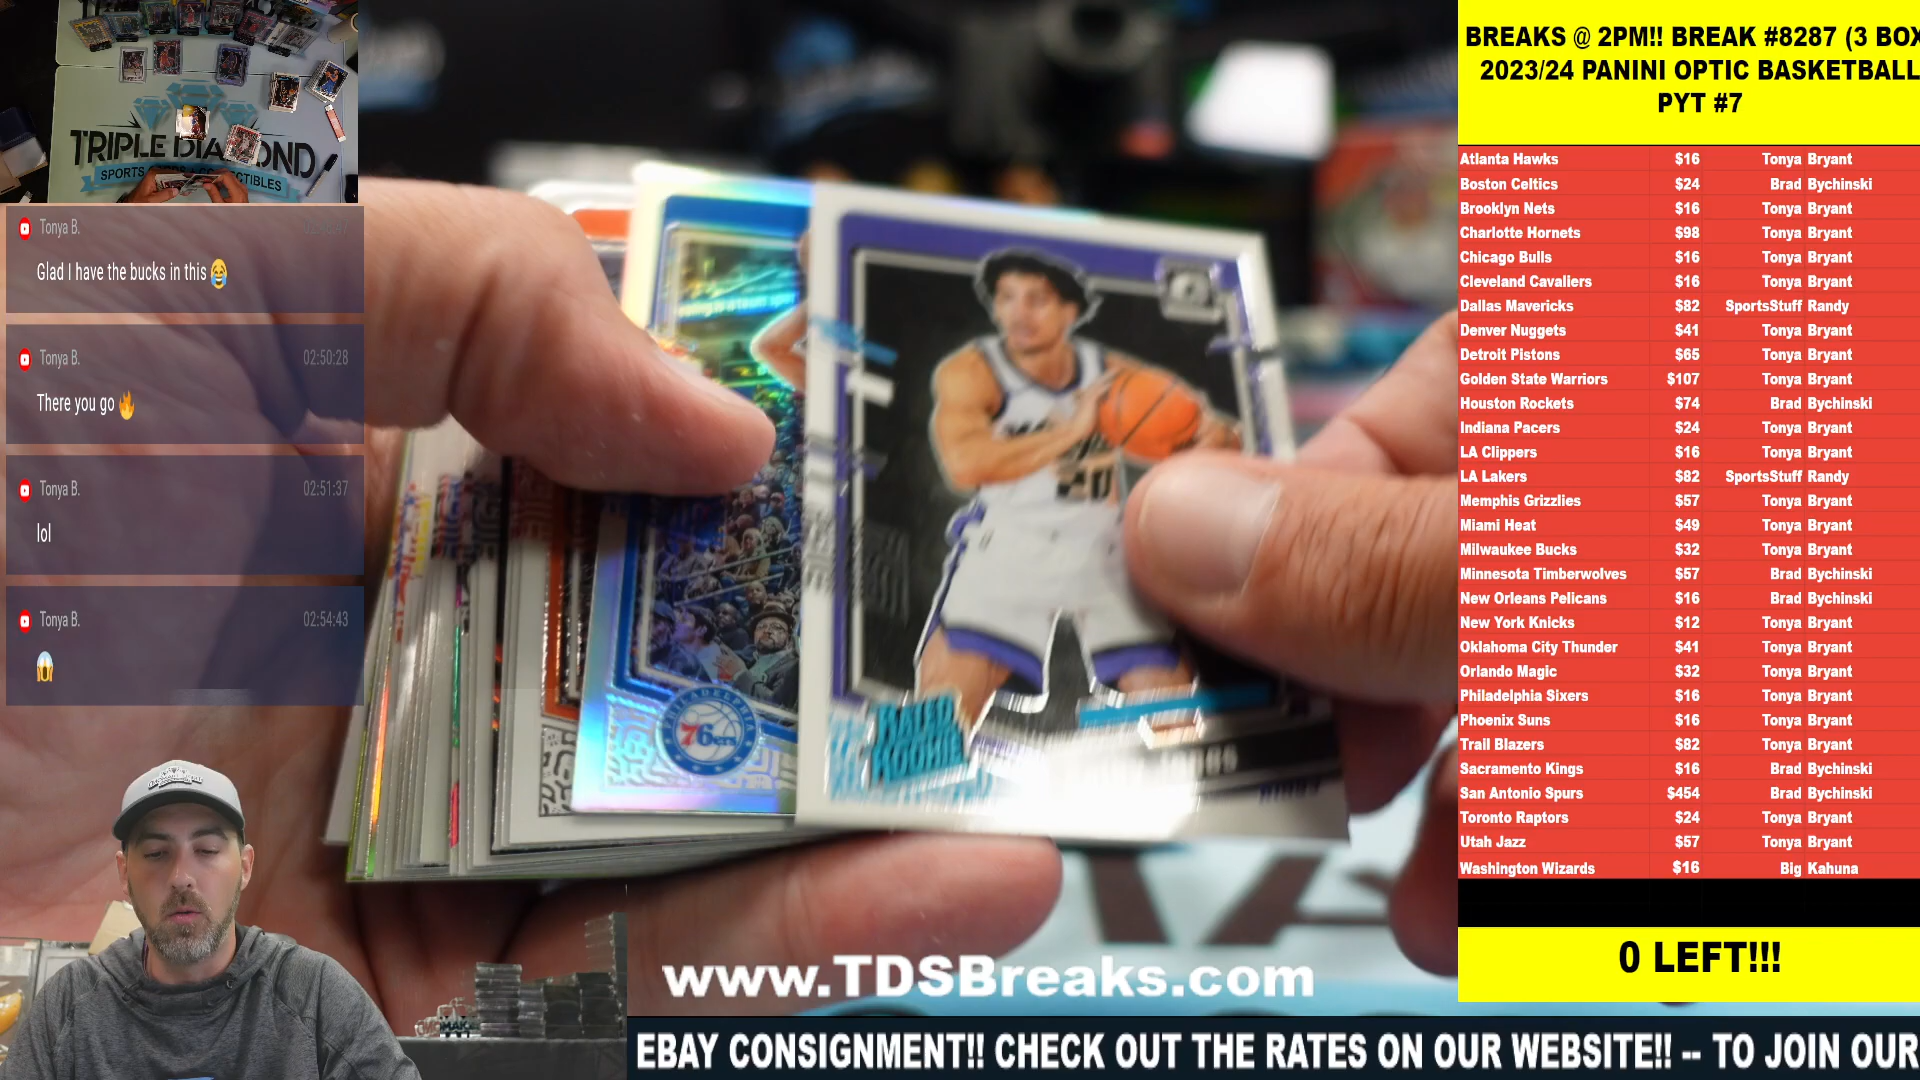 BREAKS @ 2PM!! BREAK #8287 (3 BOX
2023/24 PANINI OPTIC BASKETBALL
PYT #7
Atlanta Hawks $16 Tonya Bryant
Boston Celtics $24 Brad Bychinski
Brooklyn Nets $16 Tonya Bryant
Charlotte Hornets $98 Tonya Bryant
Chicago Bulls $16 Tonya Bryant
Cleveland Cavaliers $16 Tonya Bryant
Dallas Mavericks $82 SportsStuff Randy
Denver Nuggets $41 Tonya Bryant
Detroit Pistons $65 Tonya Bryant
Golden State Warriors $107 Tonya Bryant
Houston Rockets $74 Brad Bychinski
Indiana Pacers $24 Tonya Bryant
LA Clippers $16 Tonya Bryant
LA Lakers $82 SportsStuff Randy
Memphis Grizzlies $57 Tonya Bryant
Miami Heat $49 Tonya Bryant
Milwaukee Bucks $32 Tonya Bryant
Minnesota Timberwolves $57 Brad Bychinski
New Orleans Pelicans $16 Brad Bychinski
New York Knicks $12 Tonya Bryant
Oklahoma City Thunder $41 Tonya Bryant
Orlando Magic $32 Tonya Bryant
Philadelphia Sixers $16 Tonya Bryant
Phoenix Suns $16 Tonya Bryant
Trail Blazers $82 Tonya Bryant
Sacramento Kings $16 Brad Bychinski
San Antonio Spurs $454 Brad Bychinski
Toronto Raptors $24 Tonya Bryant
Utah Jazz $57 Tonya Bryant
Washington Wizards $16 Big Kahuna
0 LEFT!!!
TRIPLE DIAMOND
SPORTS
Tonya B.
Glad I have the bucks in this 😂
Tonya B. 02:50:28
There you go 🔥
Tonya B. 02:51:37
lol
Tonya B. 02:54:43
😱
PHILADELPHIA
76ers
20
RATED
ROOKIE
www.TDSBreaks.com
EBAY CONSIGNMENT!! CHECK OUT THE RATES ON OUR WEBSITE!! -- TO JOIN OUR